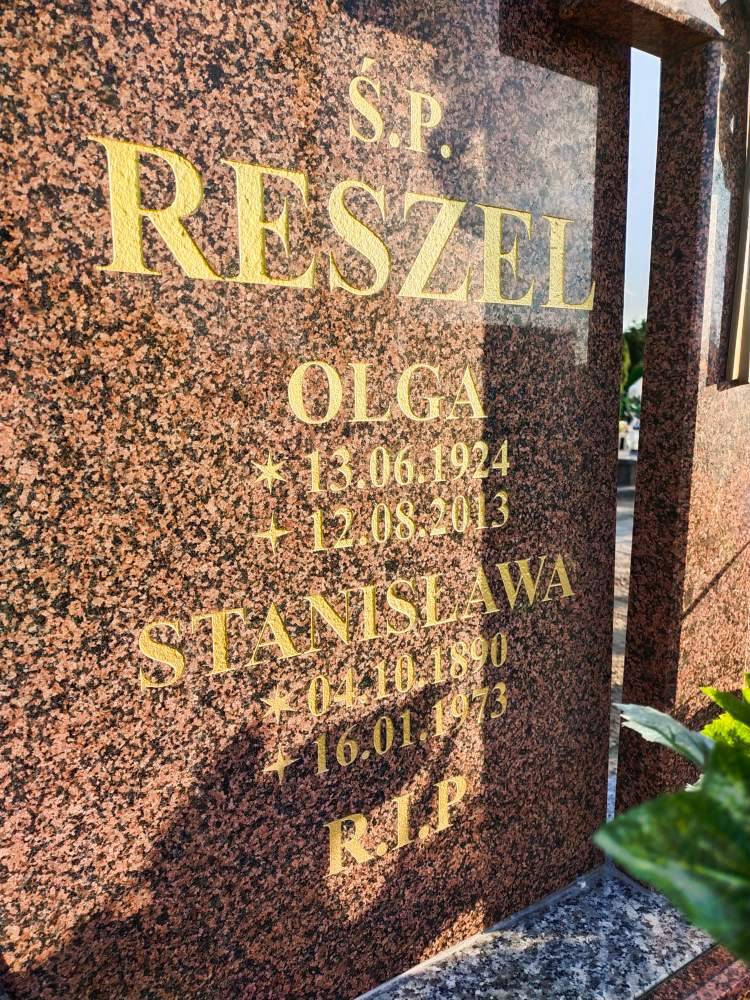 Ś.P.
RESZEL
OLGA
✶ 13.06.1924
✦ 12.08.2013
STANISŁAWA
✶ 04.10.1890
✦ 16.01.1973
R.I.P